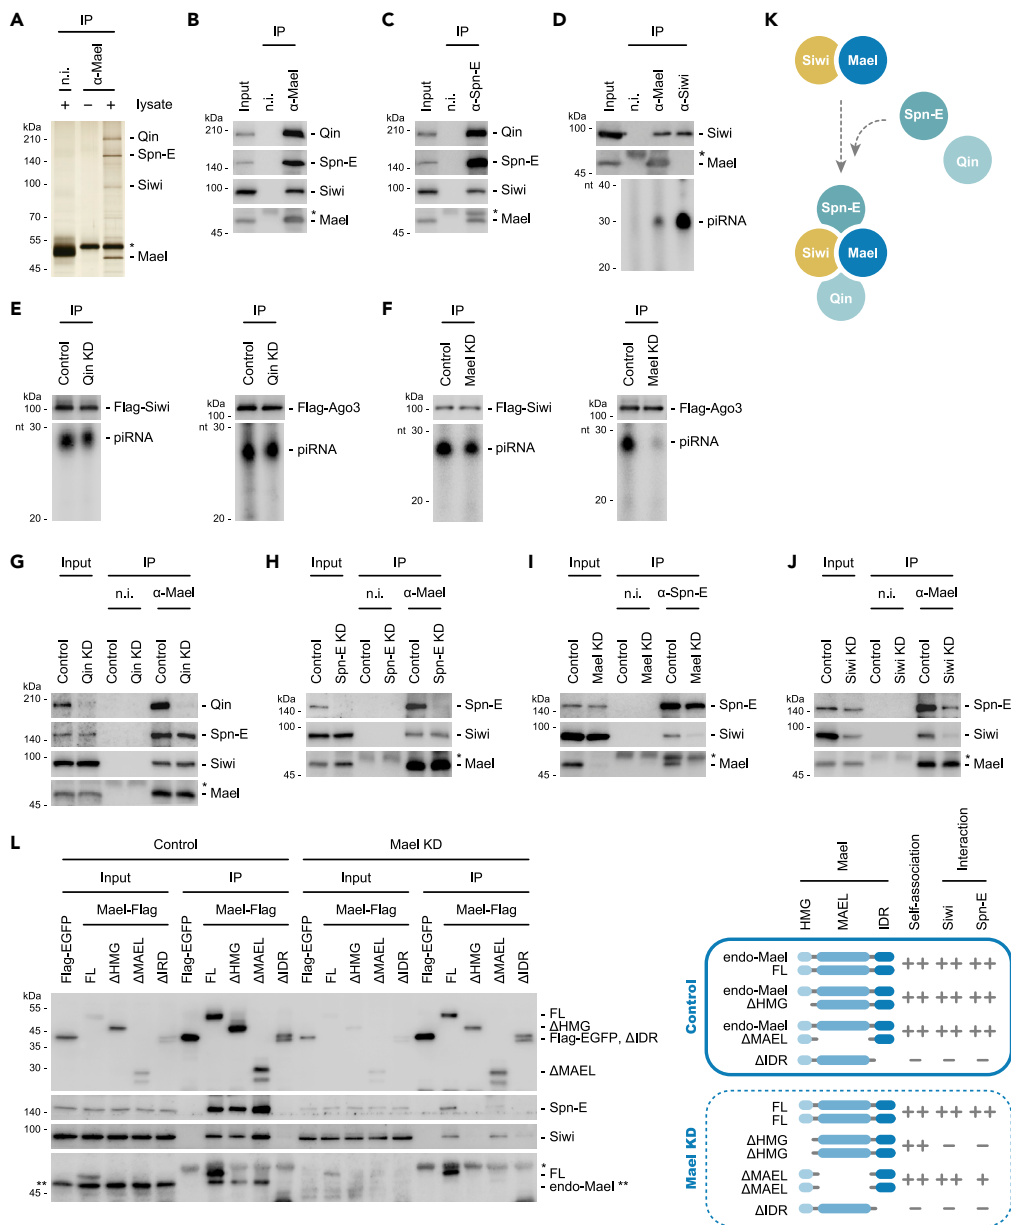 A
IP
n.i.
α-Mael
+ − + lysate
kDa
210 - - Qin
140 - - Spn-E
100 - - Siwi
70 -
55 - *
- Mael
45 -
B
IP
Input
n.i.
α-Mael
kDa
210 - - Qin
140 - - Spn-E
100 - - Siwi
*
45 - - Mael
C
IP
Input
n.i.
α-Spn-E
kDa
210 - - Qin
140 - - Spn-E
100 - - Siwi
*
45 - - Mael
D
IP
Input
n.i.
α-Mael
α-Siwi
kDa
100 - - Siwi
*
45 - - Mael
nt 40 -
30 - - piRNA
20 -
K
Siwi Mael
Spn-E
Qin
Spn-E
Siwi Mael
Qin
E
IP
Control
Qin KD
kDa
100 - - Flag-Siwi
nt 30 -
- piRNA
20 -
IP
Control
Qin KD
kDa
100 - - Flag-Ago3
nt 30 -
- piRNA
20 -
F
IP
Control
Mael KD
kDa
100 - - Flag-Siwi
nt 30 -
- piRNA
20 -
IP
Control
Mael KD
kDa
100 - - Flag-Ago3
nt 30 -
- piRNA
20 -
G
Input IP
n.i. α-Mael
Control
Qin KD
Control
Qin KD
Control
Qin KD
kDa
210 - - Qin
140 - - Spn-E
100 -
- Siwi
*
45 - - Mael
H
Input IP
n.i. α-Mael
Control
Spn-E KD
Control
Spn-E KD
Control
Spn-E KD
kDa
140 - - Spn-E
100 -
- Siwi
*
45 - - Mael
I
Input IP
n.i. α-Spn-E
Control
Mael KD
Control
Mael KD
Control
Mael KD
kDa
140 - - Spn-E
100 -
- Siwi
*
45 - - Mael
J
Input IP
n.i. α-Mael
Control
Siwi KD
Control
Siwi KD
Control
Siwi KD
kDa
140 - - Spn-E
100 -
- Siwi
*
45 - - Mael
L
Control Mael KD
Input IP Input IP
Mael-Flag Mael-Flag Mael-Flag Mael-Flag
Flag-EGFP
FL
ΔHMG
ΔMAEL
ΔIRD
Flag-EGFP
FL
ΔHMG
ΔMAEL
ΔIDR
Flag-EGFP
FL
ΔHMG
ΔMAEL
ΔIDR
Flag-EGFP
FL
ΔHMG
ΔMAEL
ΔIDR
kDa
55 - - FL
45 - - ΔHMG
- Flag-EGFP, ΔIDR
30 - - ΔMAEL
140 - - Spn-E
100 - - Siwi
*
- FL
** - endo-Mael **
45 -
Mael Interaction
HMG
MAEL
IDR
Self-association
Siwi
Spn-E
Control
endo-Mael
FL
++ ++ ++
endo-Mael
ΔHMG
++ ++ ++
endo-Mael
ΔMAEL
++ ++ ++
ΔIDR − − −
Mael KD
FL
FL
++ ++ ++
ΔHMG
ΔHMG
++ − −
ΔMAEL
ΔMAEL
++ ++ +
ΔIDR − − −